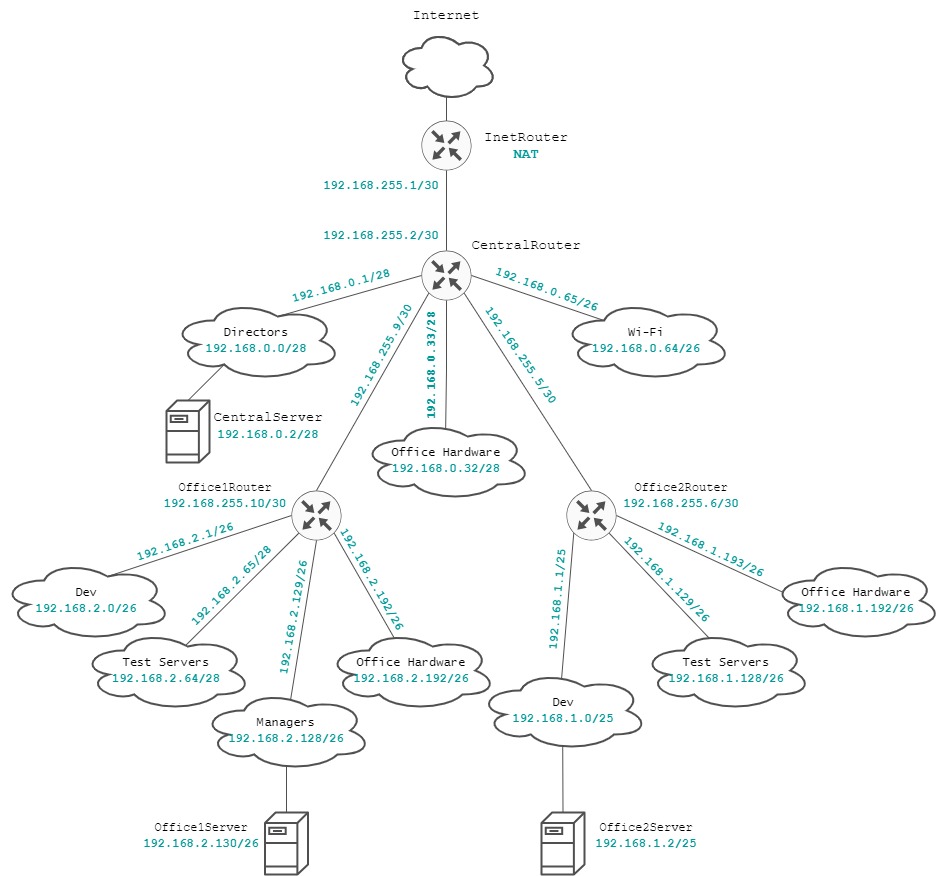 Internet
InetRouter
NAT
192.168.255.1/30
192.168.255.2/30
CentralRouter
192.168.0.1/28
192.168.255.9/30
192.168.0.33/28
192.168.255.5/30
192.168.0.65/26
Directors
192.168.0.0/28
Wi-Fi
192.168.0.64/26
CentralServer
192.168.0.2/28
Office Hardware
192.168.0.32/28
Office1Router
192.168.255.10/30
Office2Router
192.168.255.6/30
192.168.2.1/26
192.168.2.65/28
192.168.2.129/26
192.168.2.192/26
192.168.1.1/25
192.168.1.129/26
192.168.1.193/26
Dev
192.168.2.0/26
Office Hardware
192.168.1.192/26
Test Servers
192.168.2.64/28
Office Hardware
192.168.2.192/26
Test Servers
192.168.1.128/26
Managers
192.168.2.128/26
Dev
192.168.1.0/25
Office1Server
192.168.2.130/26
Office2Server
192.168.1.2/25